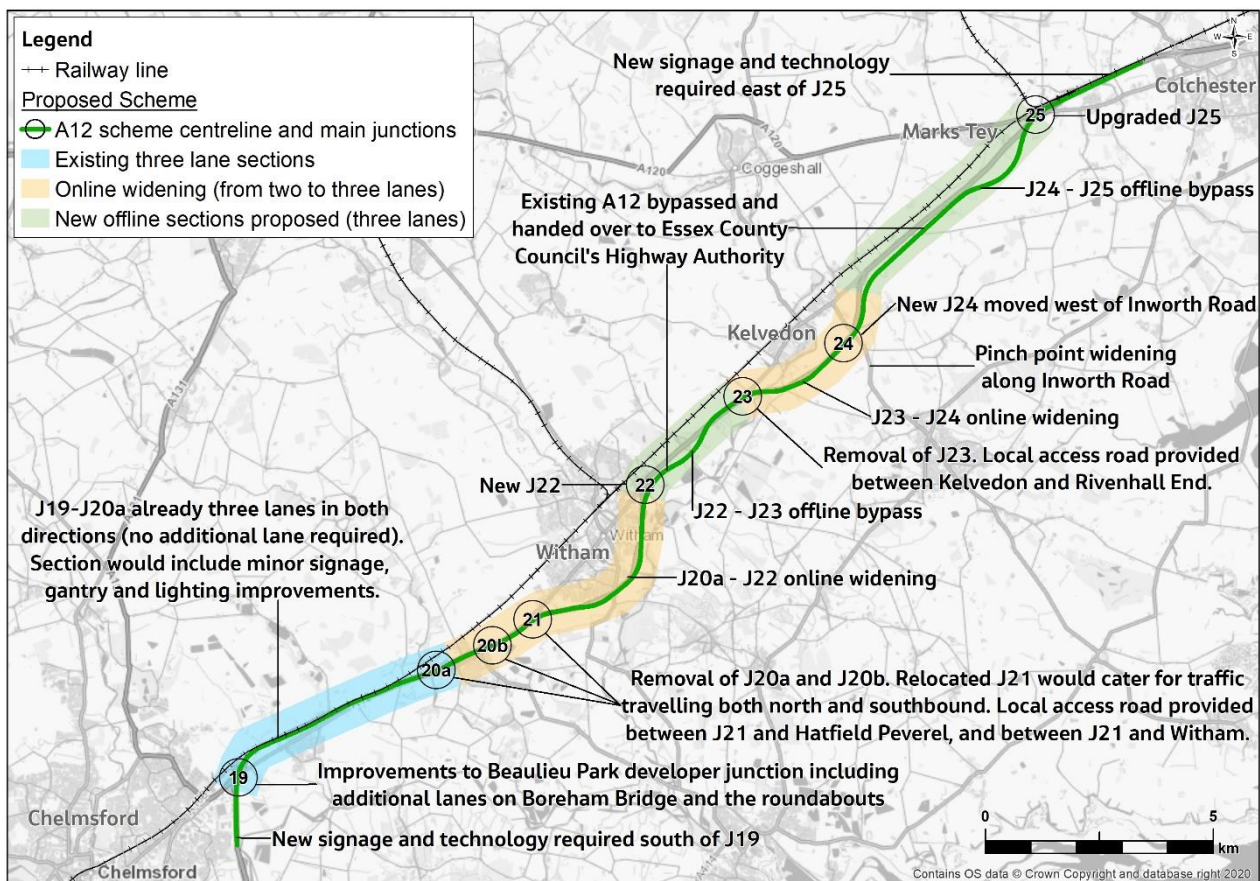 Legend
Railway line
Proposed Scheme
A12 scheme centreline and main junctions
Existing three lane sections
Online widening (from two to three lanes)
New offline sections proposed (three lanes)
N
W E
S
New signage and technology
required east of J25
Colchester
25
Upgraded J25
Marks Tey
A120
A120
Coggeshall
J24 - J25 offline bypass
Existing A12 bypassed and
handed over to Essex County
Council's Highway Authority
New J24 moved west of Inworth Road
Kelvedon
24
Pinch point widening
along Inworth Road
A131
23
J23 - J24 online widening
Removal of J23. Local access road provided
between Kelvedon and Rivenhall End.
New J22
22
J22 - J23 offline bypass
J19-J20a already three lanes in both
directions (no additional lane required).
Section would include minor signage,
gantry and lighting improvements.
Witham
Witham
J20a - J22 online widening
21
20b
20a
Removal of J20a and J20b. Relocated J21 would cater for traffic
travelling both north and southbound. Local access road provided
between J21 and Hatfield Peverel, and between J21 and Witham.
19
Improvements to Beaulieu Park developer junction including
additional lanes on Boreham Bridge and the roundabouts
Chelmsford
New signage and technology required south of J19
0 5
km
Chelmsford
A414
Contains OS data © Crown Copyright and database right 2020